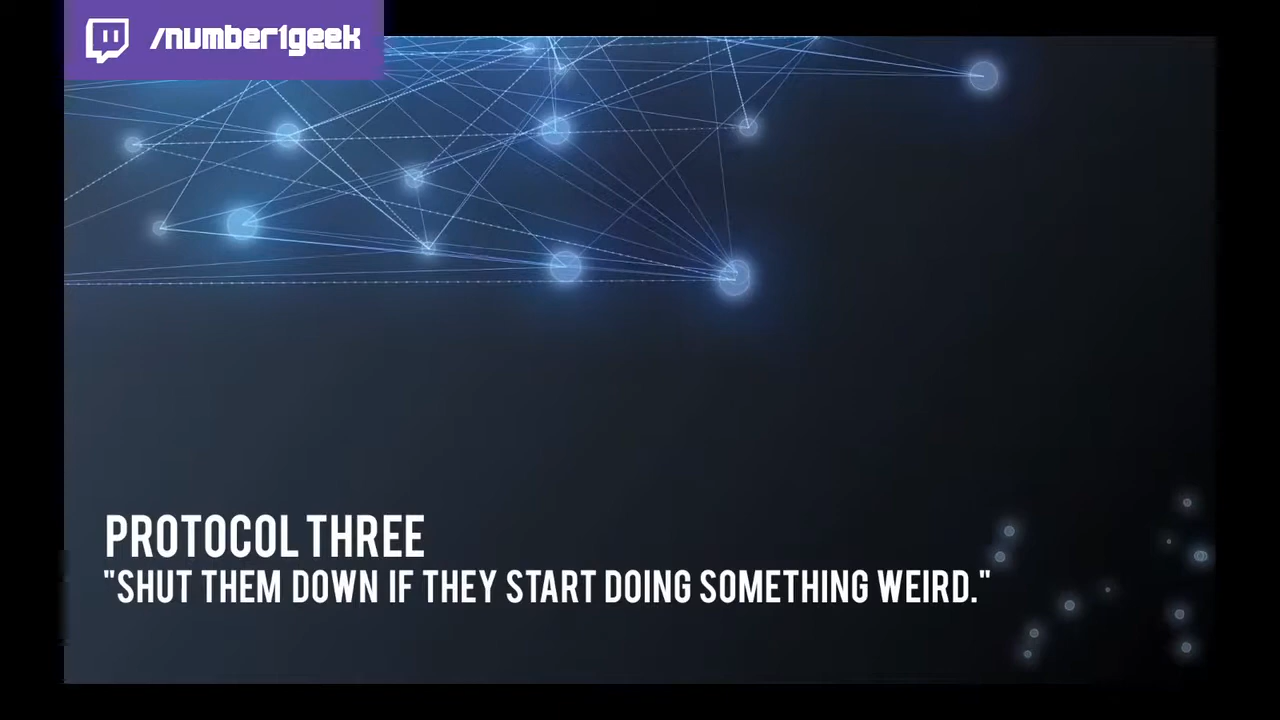 /number1geek
PROTOCOL THREE
"SHUT THEM DOWN IF THEY START DOING SOMETHING WEIRD."